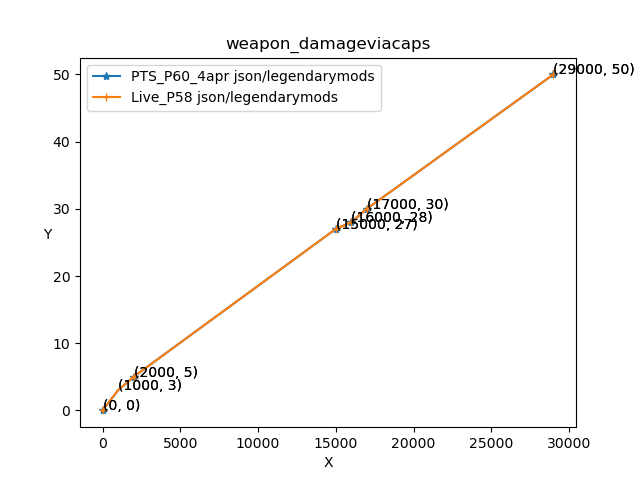 weapon_damageviacaps
PTS_P60_4apr json/legendarymods
Live_P58 json/legendarymods
(29000, 50)
(17000, 30)
(16000, 28)
(15000, 27)
(2000, 5)
(1000, 3)
(0, 0)
Y
50
40
30
20
10
0
0 5000 10000 15000 20000 25000 30000
X